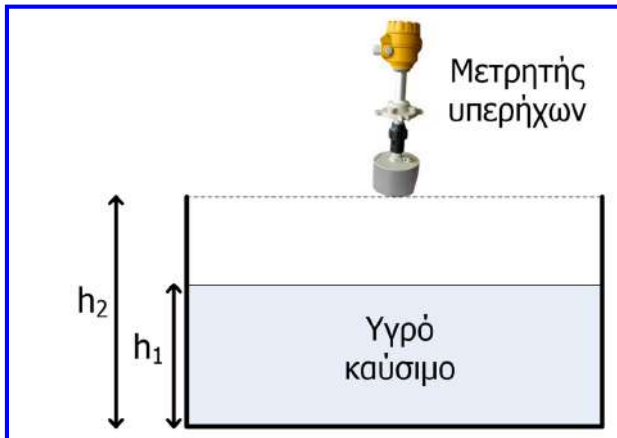 Μετρητής
υπερήχων
h₂
h₁
Υγρό
καύσιμο